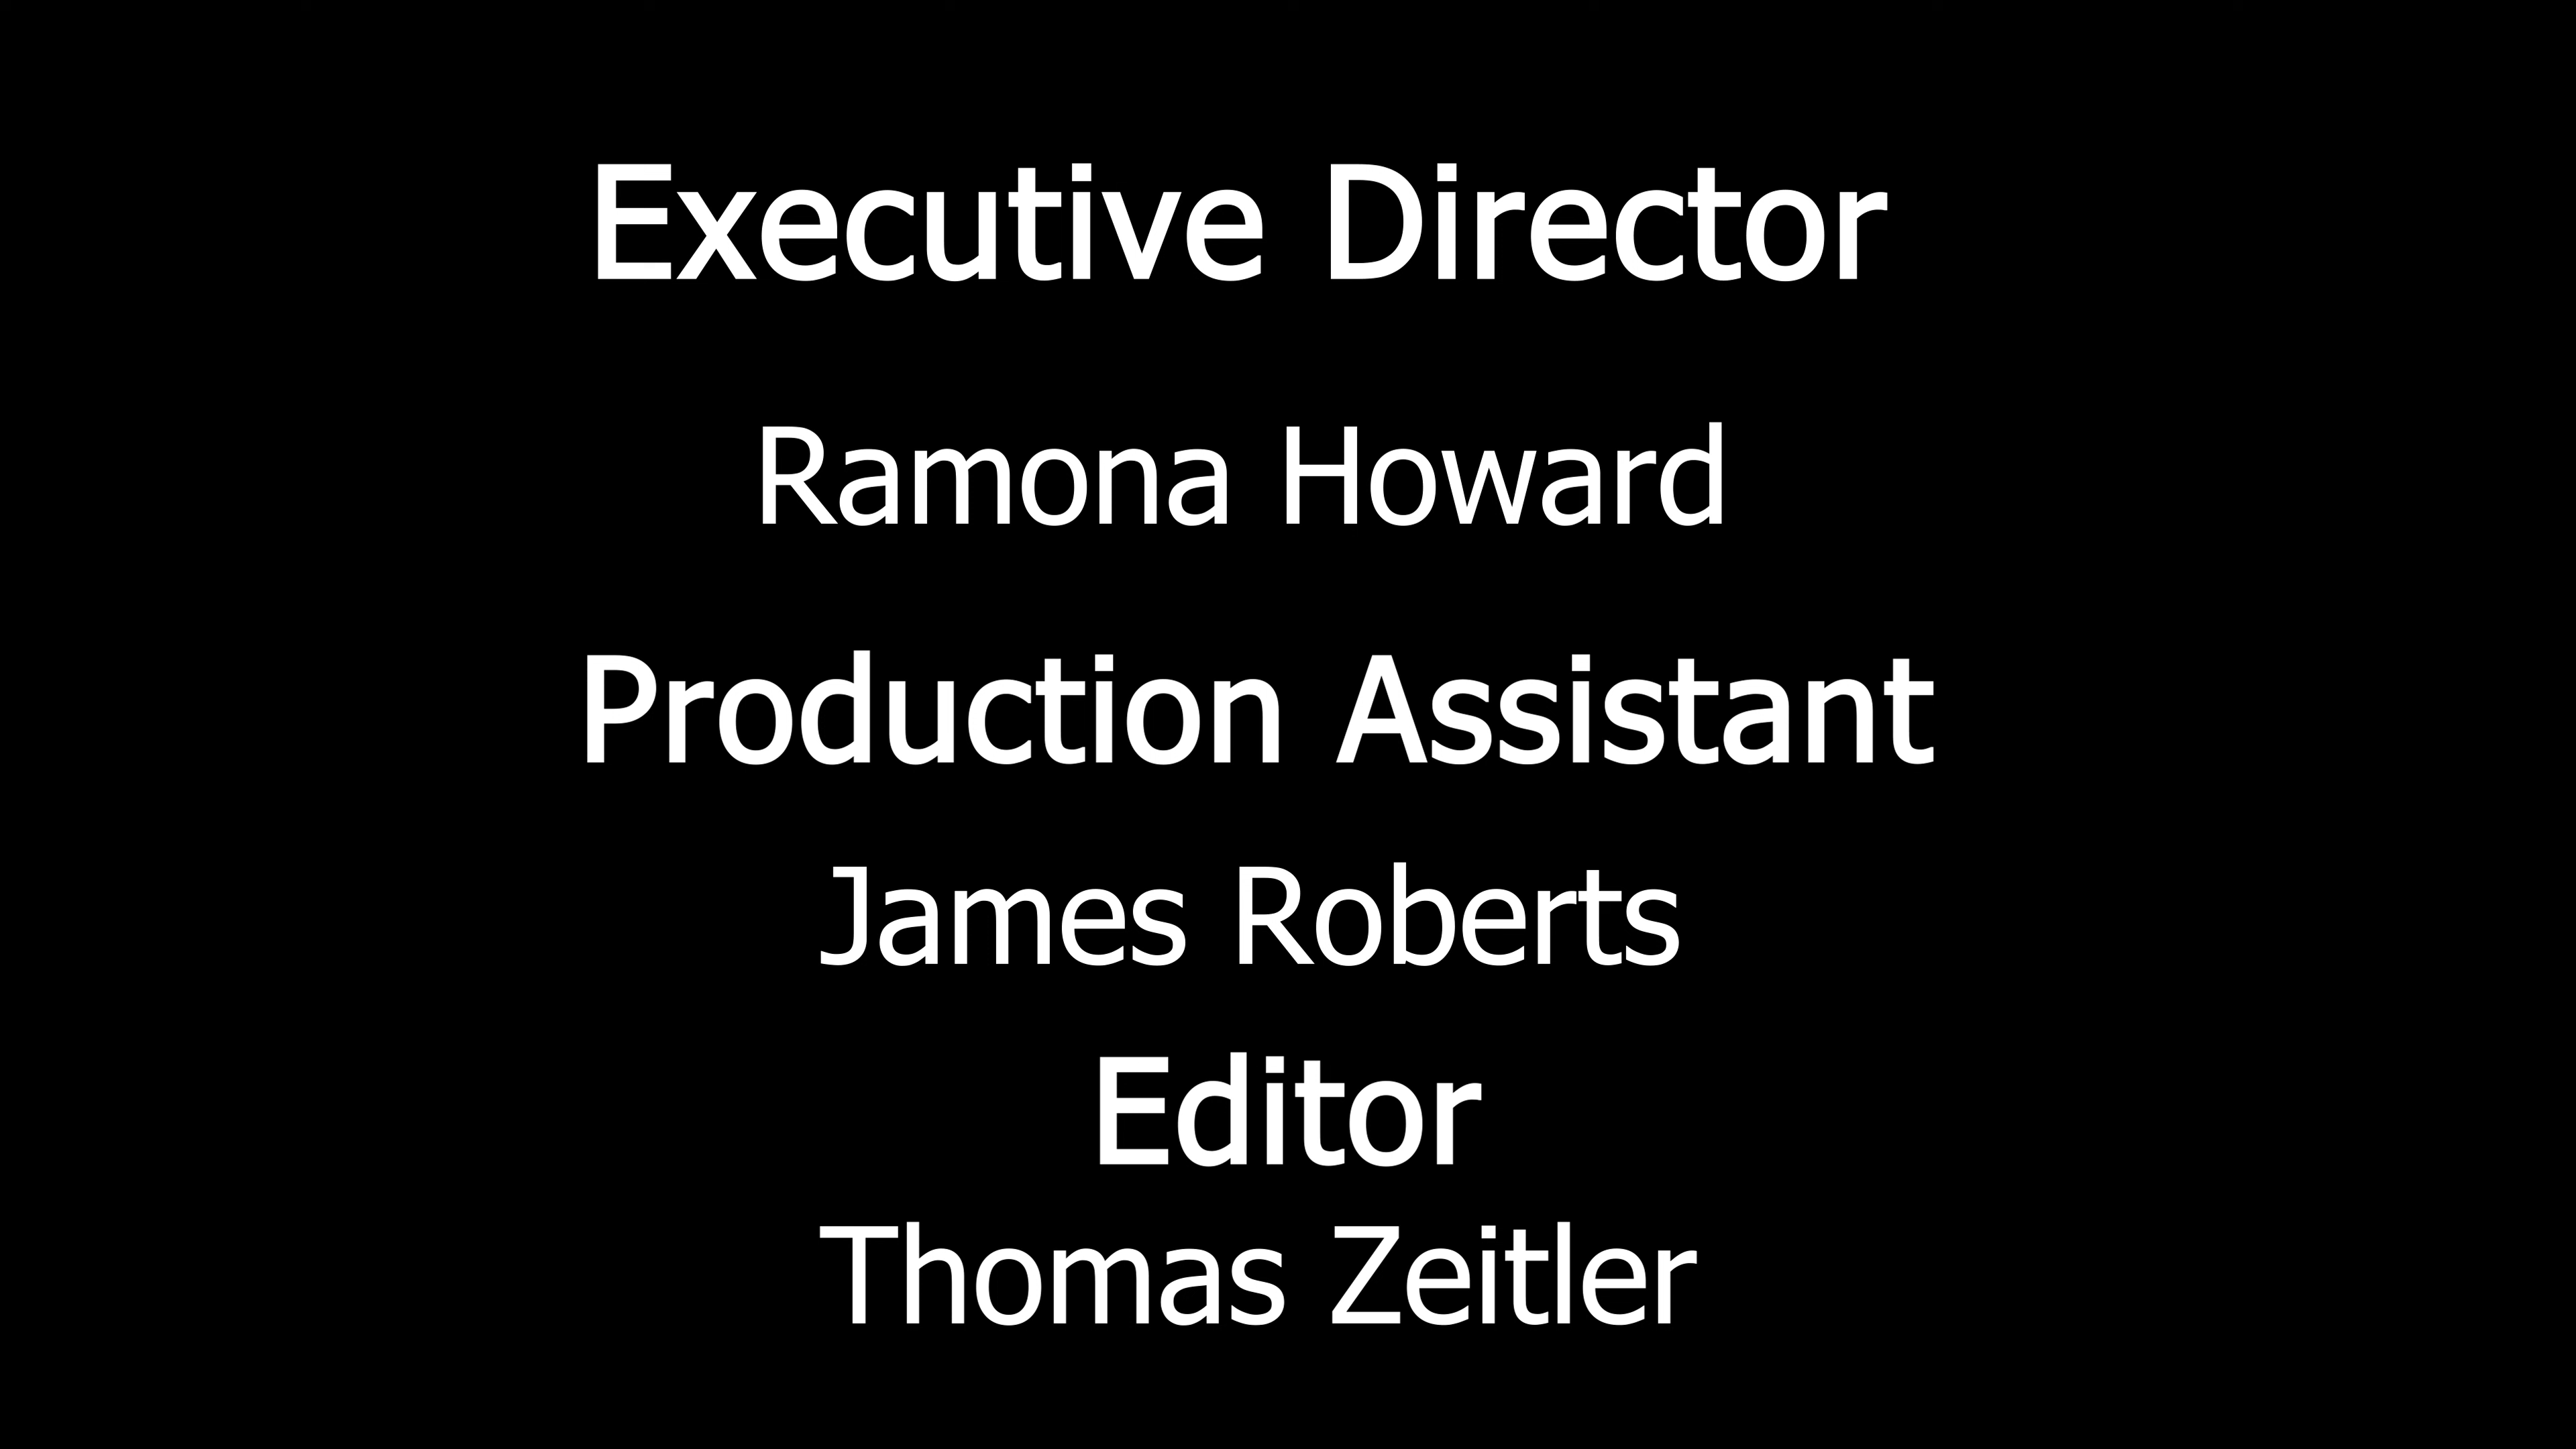 Executive Director
Ramona Howard
Production Assistant
James Roberts
Editor
Thomas Zeitler